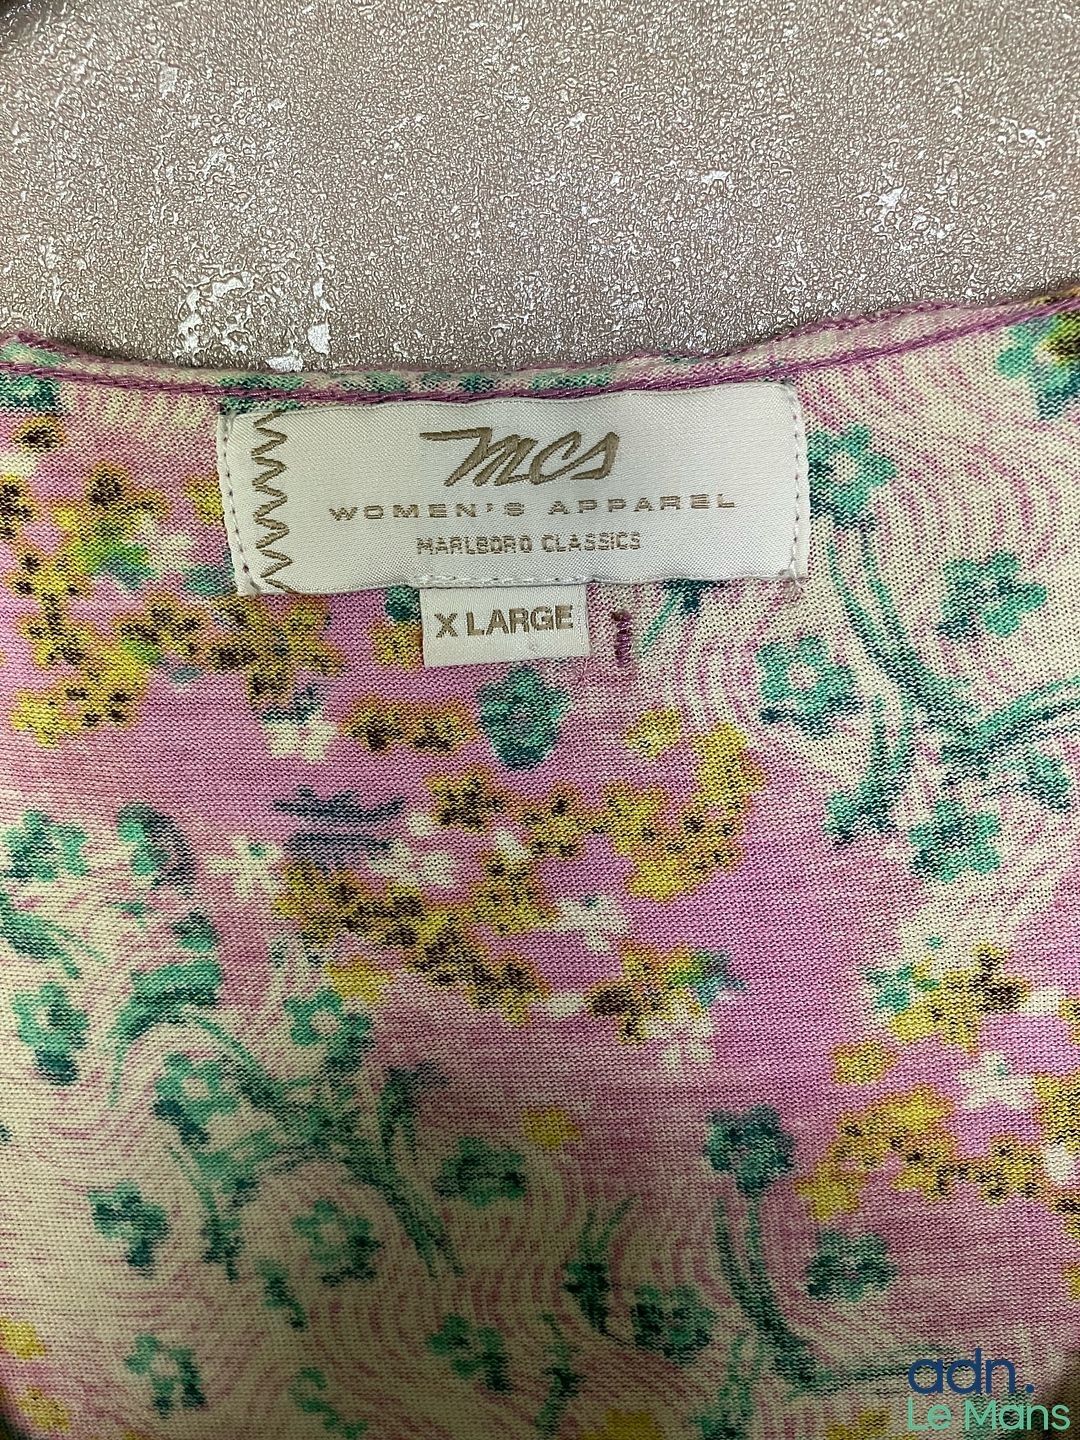 mcs
WOMEN'S APPAREL
MARLBORO CLASSICS
X LARGE
adn.
Le Mans